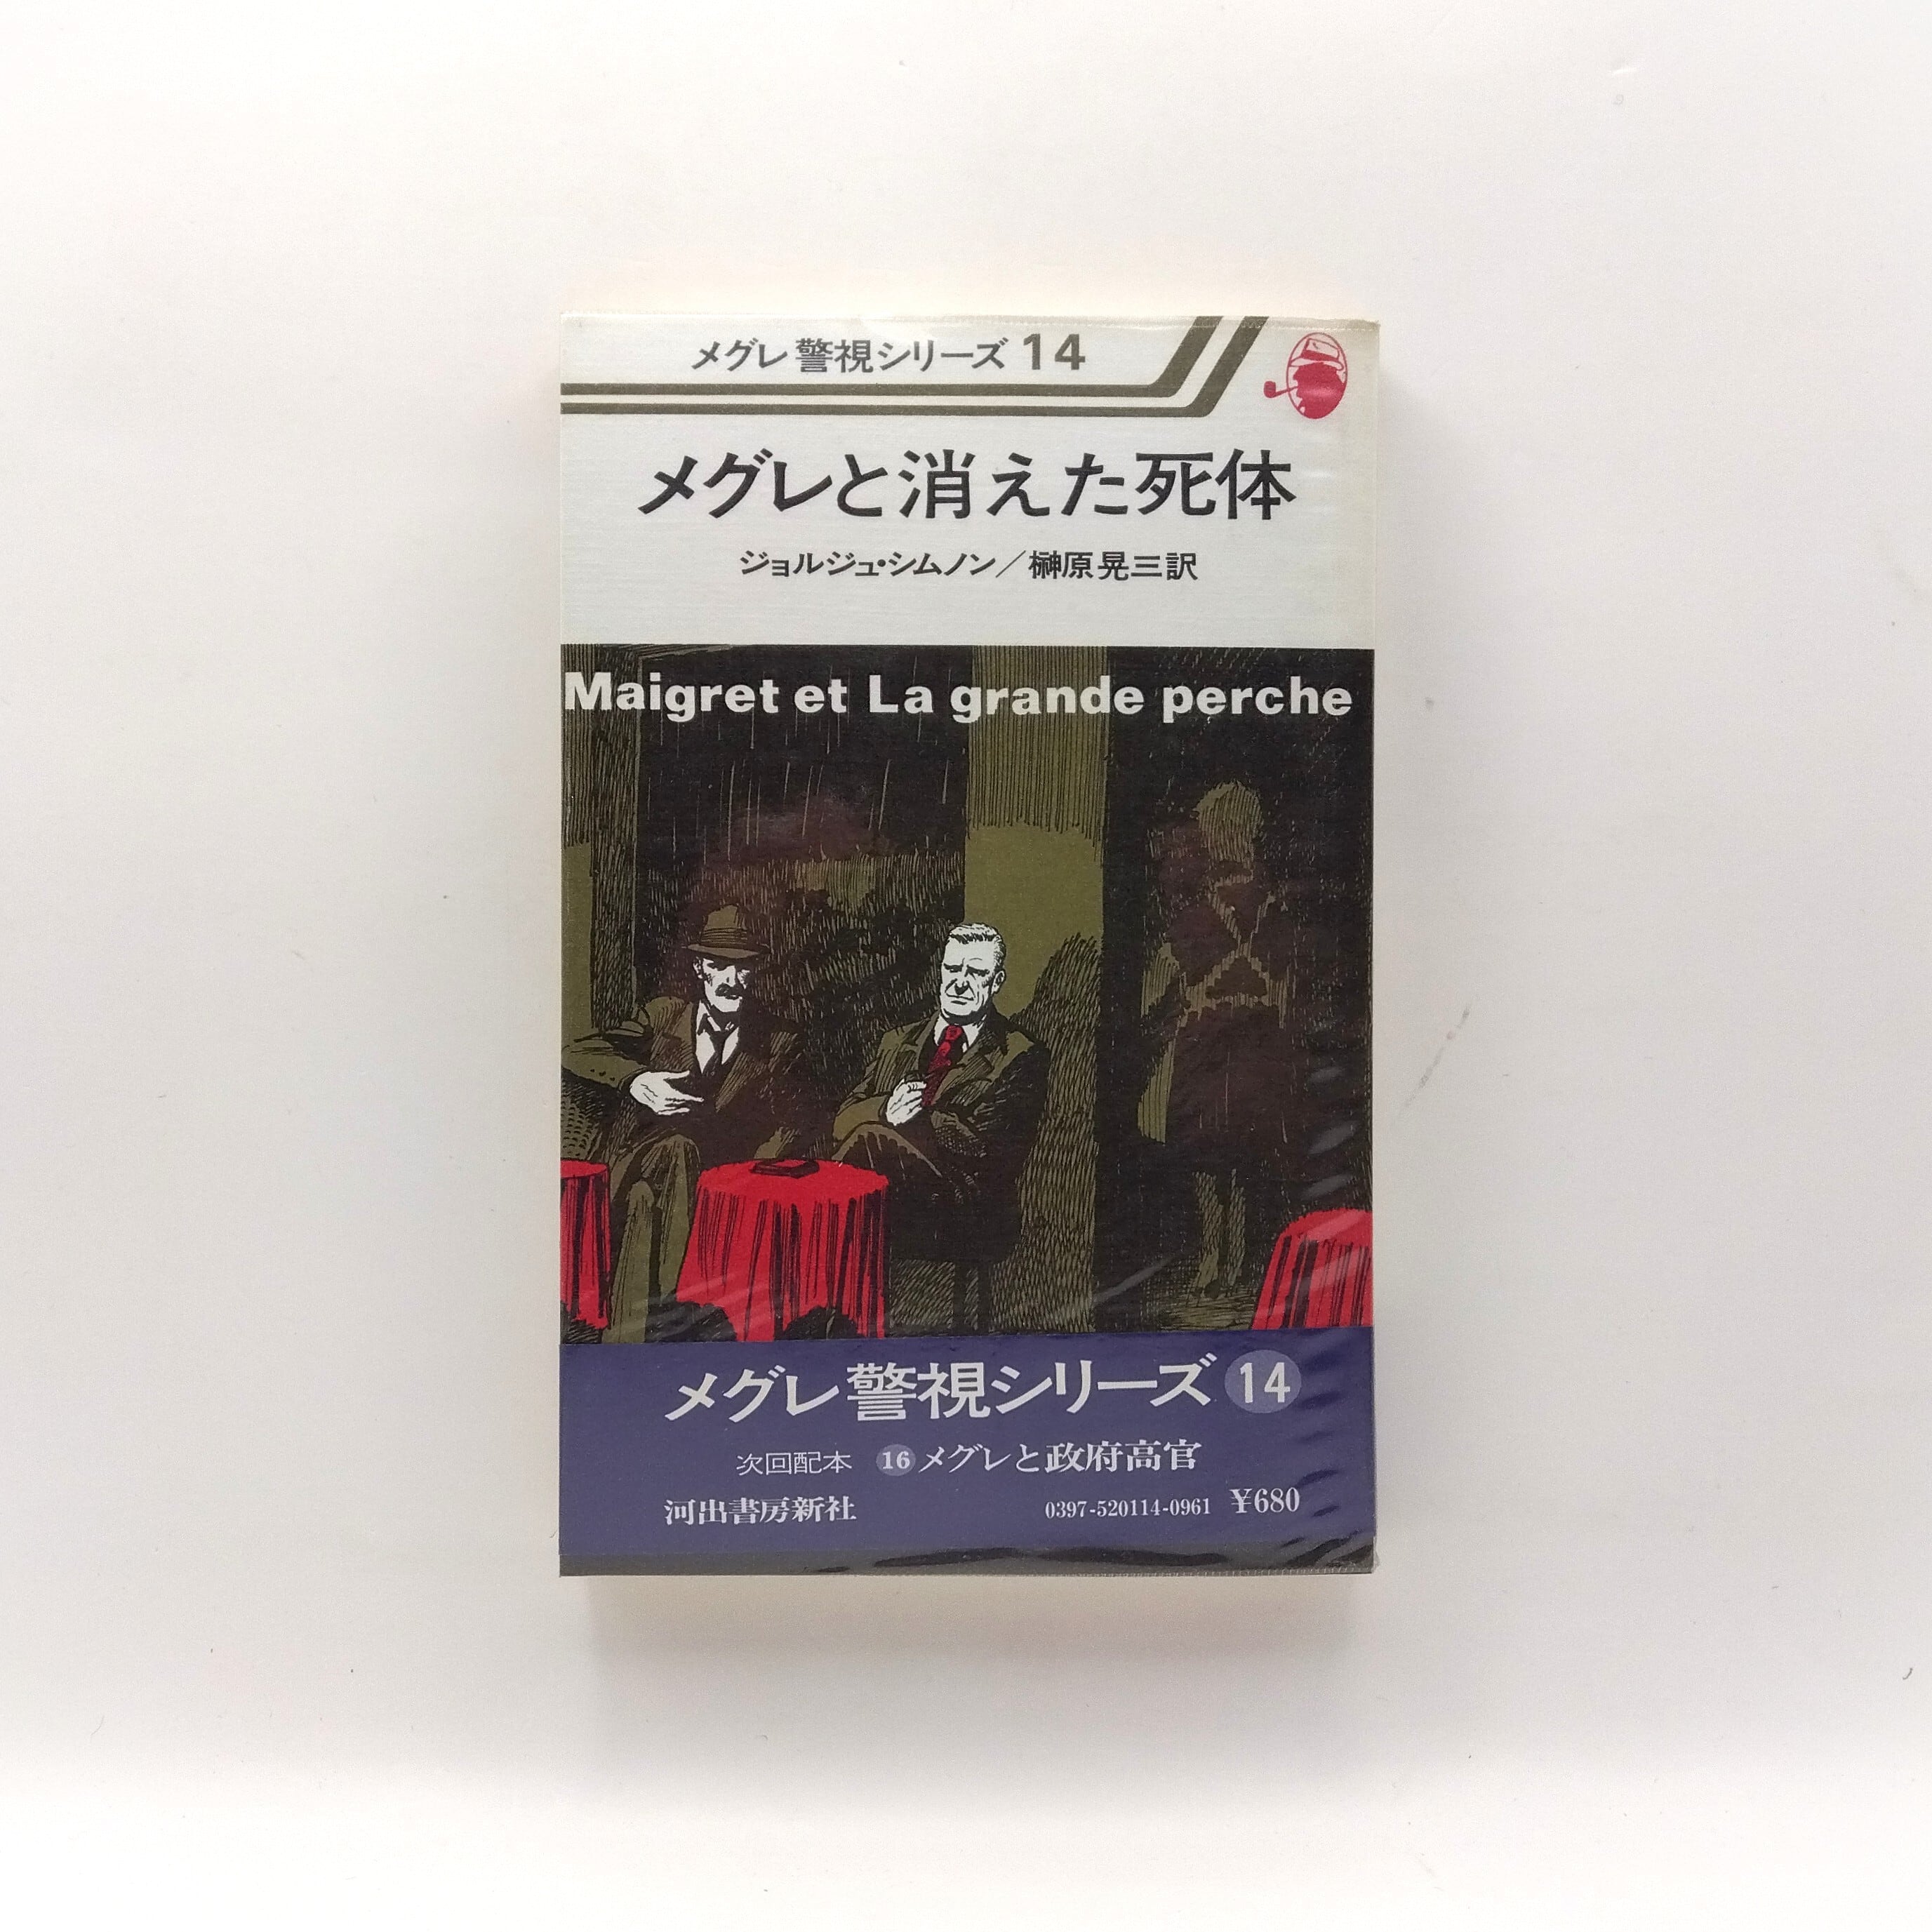 メグレ警視シリーズ 14
メグレと消えた死体
ジョルジュ・シムノン／榊原晃三訳
Maigret et La grande perche
メグレ警視シリーズ 14
次回配本 16 メグレと政府高官
河出書房新社 0397-520114-0961 ¥680